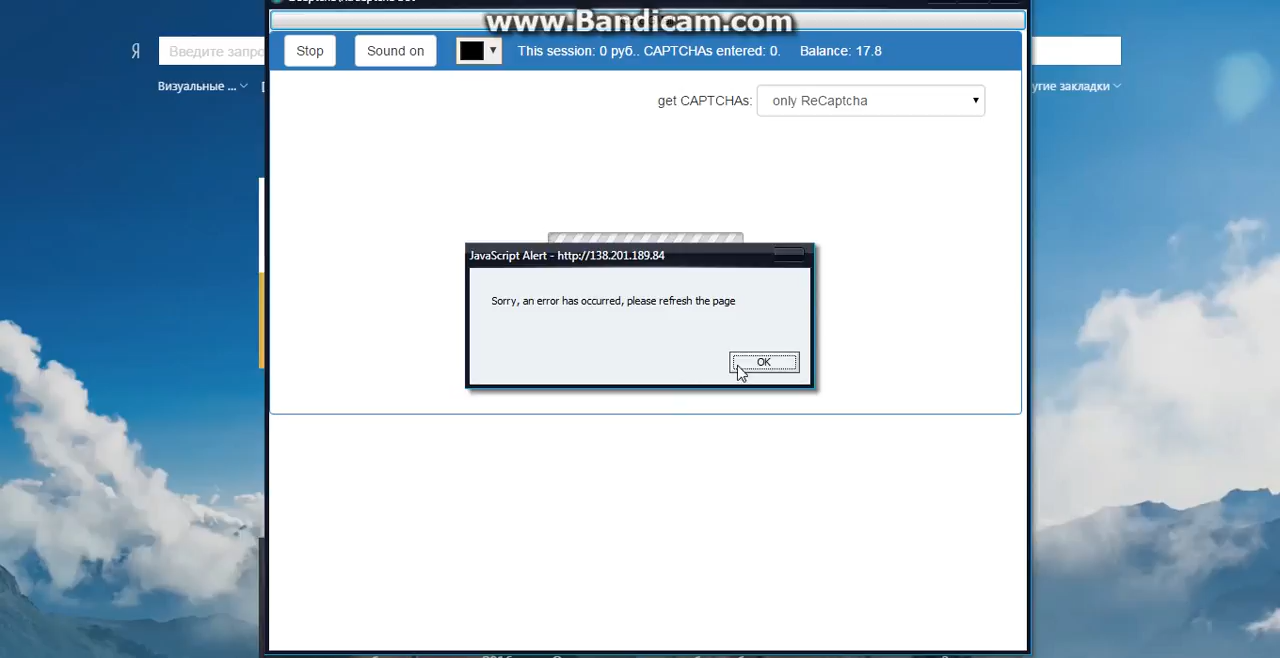 www.Bandicam.com
Я
Введите запро
Stop
Sound on
This session: 0 руб.. CAPTCHAs entered: 0.
Balance: 17.8
Визуальные ...
угие закладки
get CAPTCHAs:
only ReCaptcha
JavaScript Alert - http://138.201.189.84
Sorry, an error has occurred, please refresh the page
OK